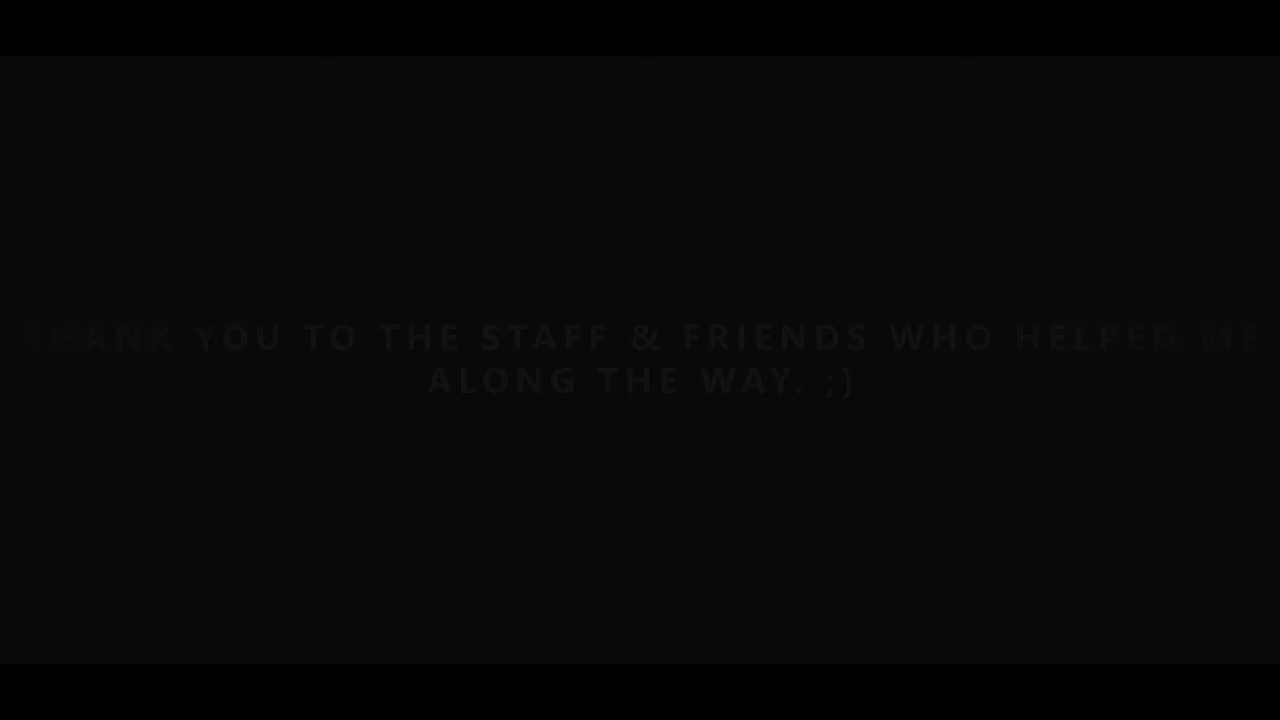 THANK YOU TO THE STAFF & FRIENDS WHO HELPED ME
ALONG THE WAY. ;)